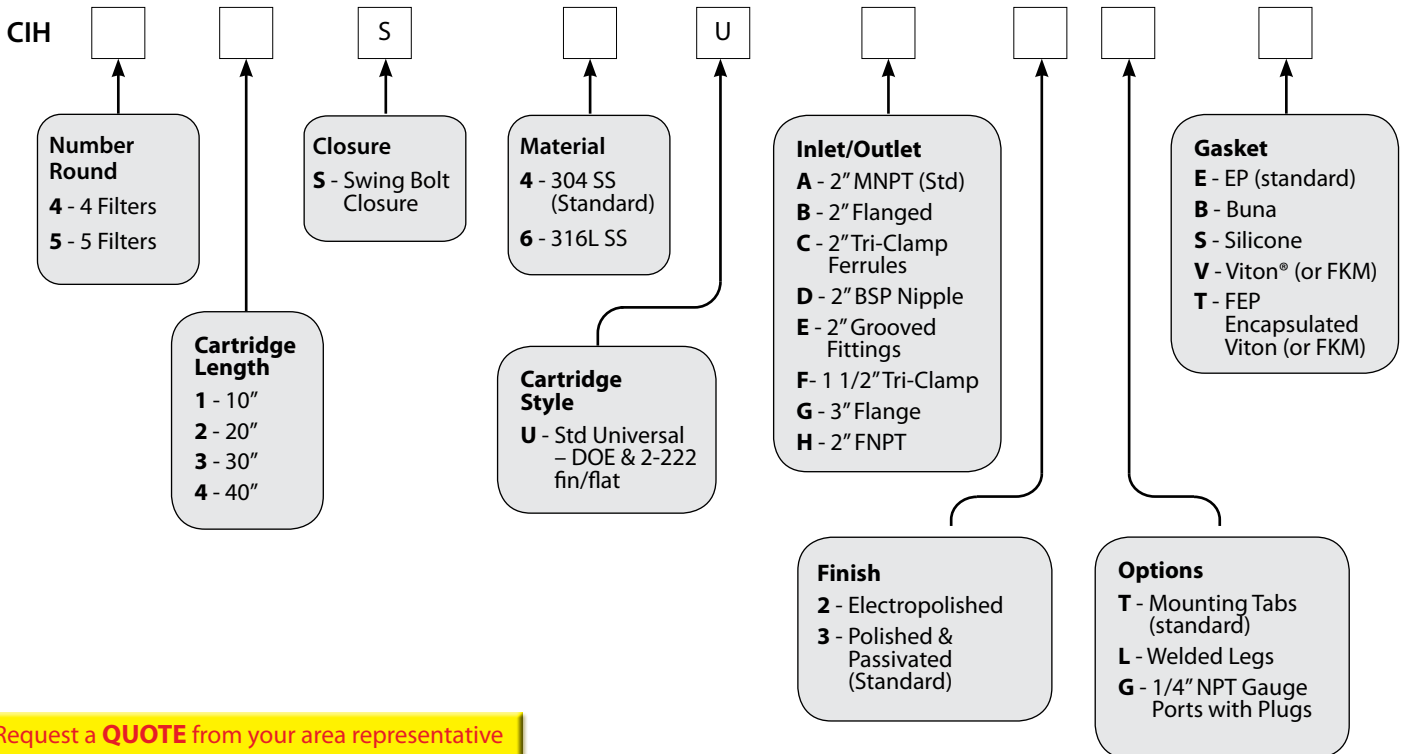 CIH
S
U
Number
Round
4 - 4 Filters
5 - 5 Filters
Cartridge
Length
1 - 10"
2 - 20"
3 - 30"
4 - 40"
Closure
S - Swing Bolt
Closure
Material
4 - 304 SS
(Standard)
6 - 316L SS
Cartridge
Style
U - Std Universal
– DOE & 2-222
fin/flat
Inlet/Outlet
A - 2" MNPT (Std)
B - 2" Flanged
C - 2" Tri-Clamp
Ferrules
D - 2" BSP Nipple
E - 2" Grooved
Fittings
F- 1 1/2" Tri-Clamp
G - 3" Flange
H - 2" FNPT
Finish
2 - Electropolished
3 - Polished &
Passivated
(Standard)
Options
T - Mounting Tabs
(standard)
L - Welded Legs
G - 1/4" NPT Gauge
Ports with Plugs
Gasket
E - EP (standard)
B - Buna
S - Silicone
V - Viton® (or FKM)
T - FEP
Encapsulated
Viton (or FKM)
Request a QUOTE from your area representative